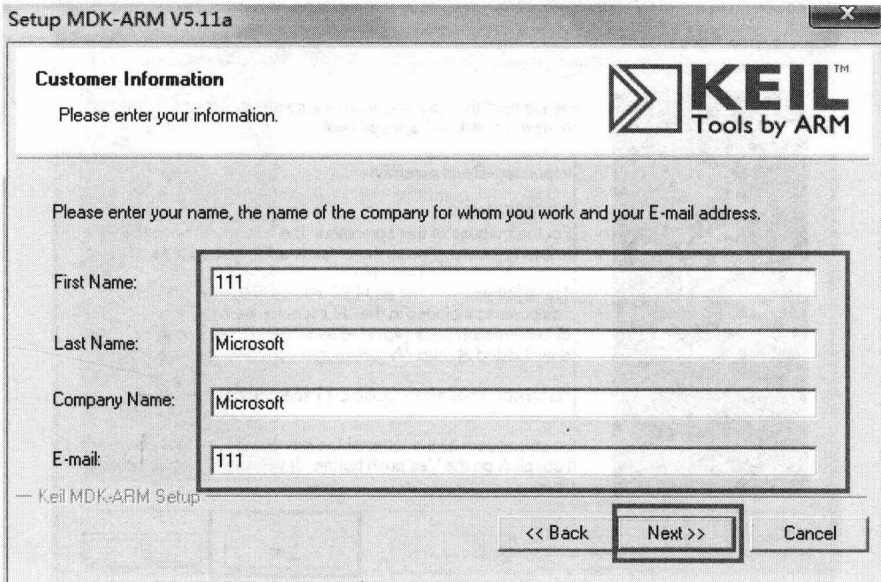 Setup MDK-ARM V5.11a
X
Customer Information
Please enter your information.
KEIL™
Tools by ARM
Please enter your name, the name of the company for whom you work and your E-mail address.
First Name:
111
Last Name:
Microsoft
Company Name:
Microsoft
E-mail:
111
Keil MDK-ARM Setup
<< Back
Next >>
Cancel